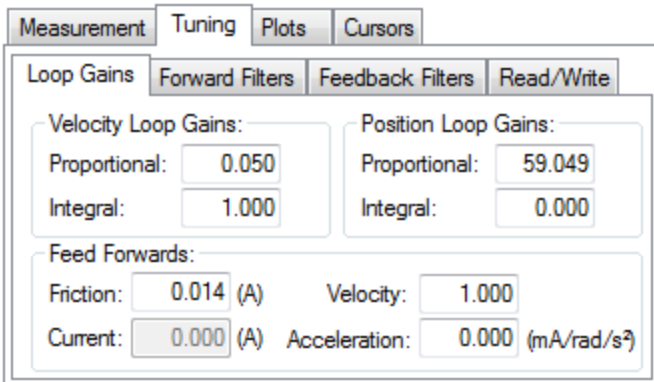 Measurement Tuning Plots Cursors
Loop Gains Forward Filters Feedback Filters Read/Write
Velocity Loop Gains: Position Loop Gains:
Proportional: 0.050 Proportional: 59.049
Integral: 1.000 Integral: 0.000
Feed Forwards:
Friction: 0.014 (A) Velocity: 1.000
Current: 0.000 (A) Acceleration: 0.000 (mA/rad/s²)